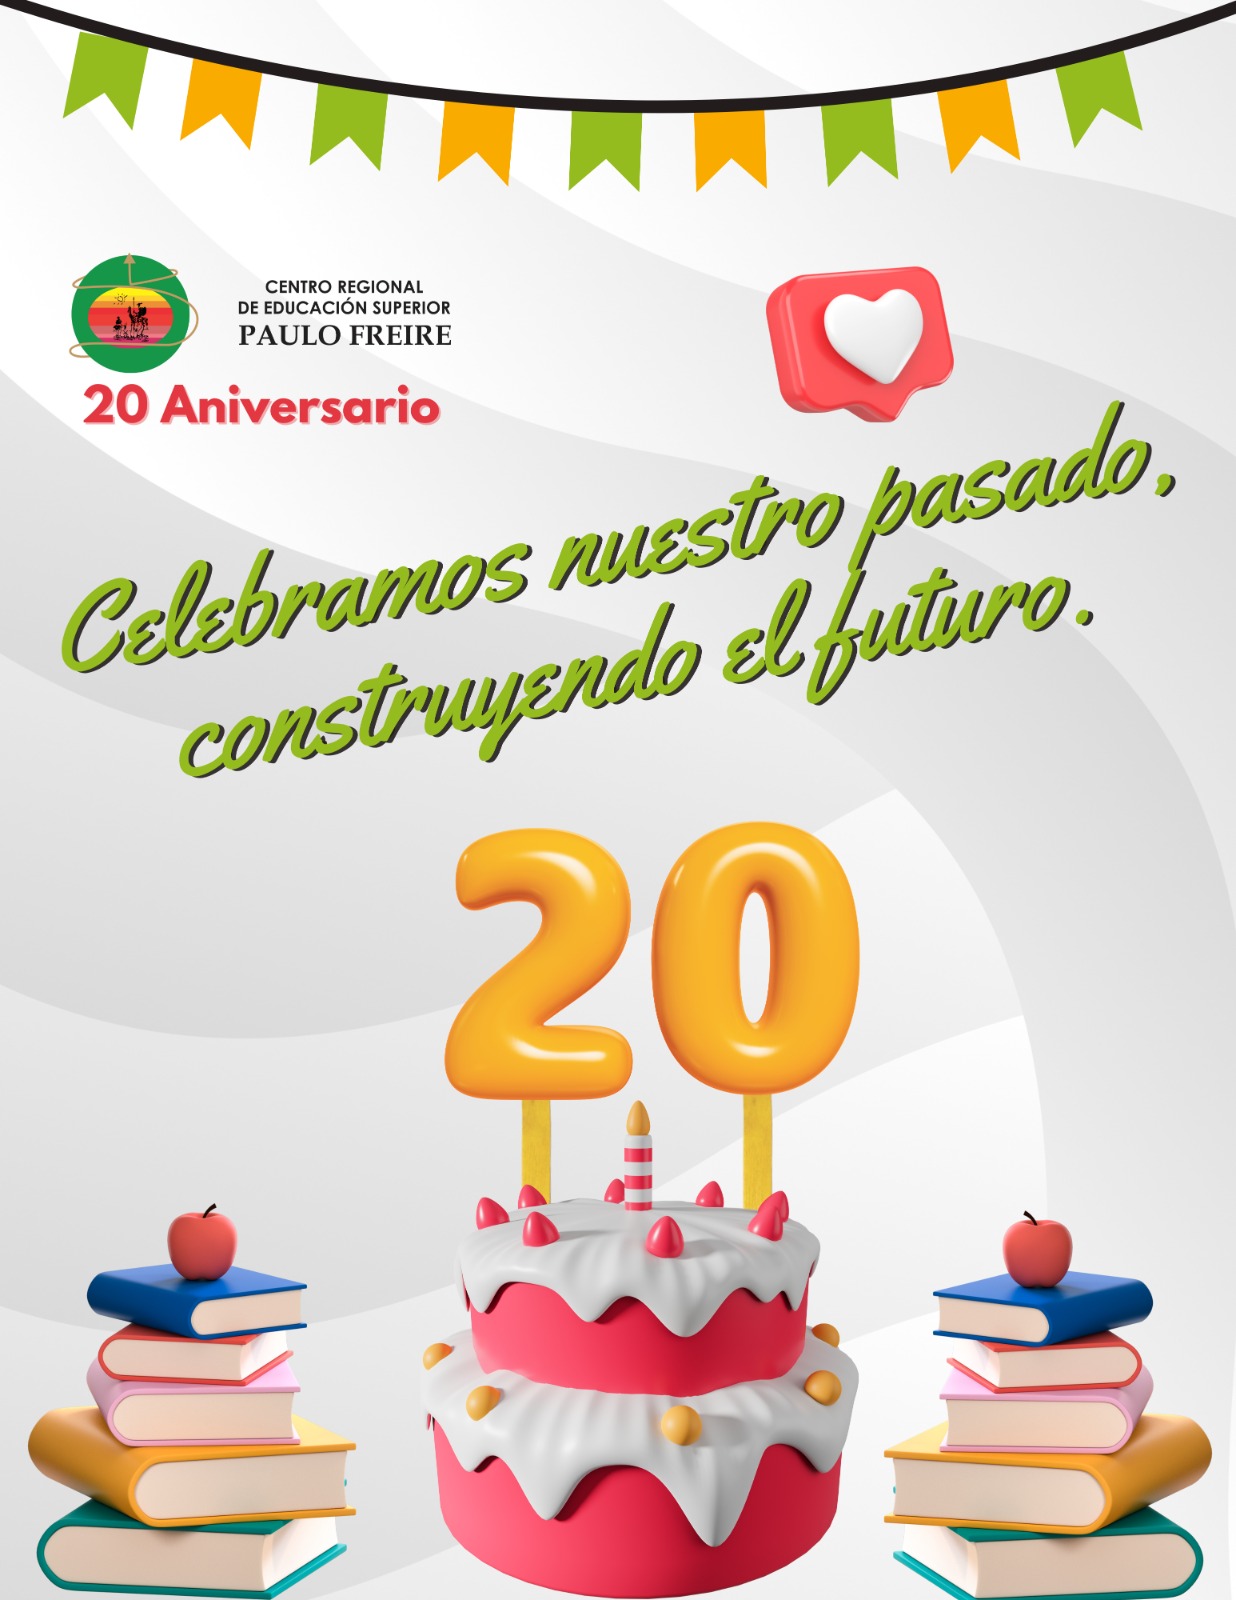 CENTRO REGIONAL
DE EDUCACIÓN SUPERIOR
PAULO FREIRE
20 Aniversario
Celebramos nuestro pasado,
construyendo el futuro.
20